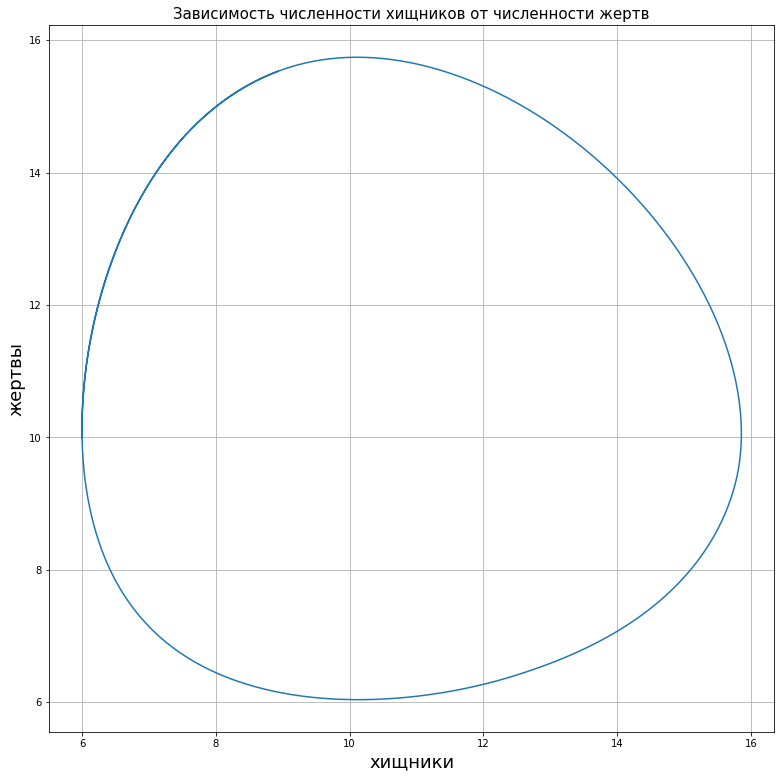 Зависимость численности хищников от численности жертв
16
14
12
10
8
6
жертвы
6 8 10 12 14 16
хищники